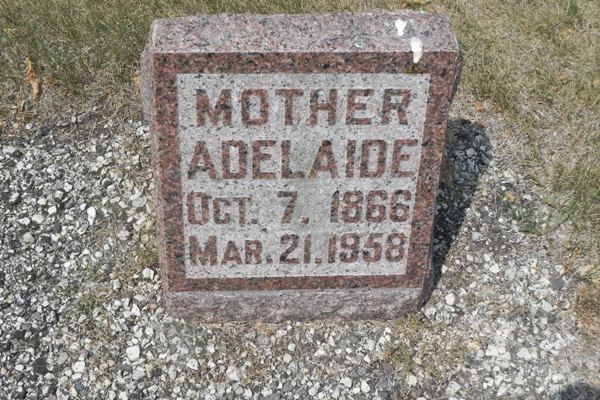 MOTHER
ADELAIDE
OCT. 7, 1866
MAR. 21, 1958